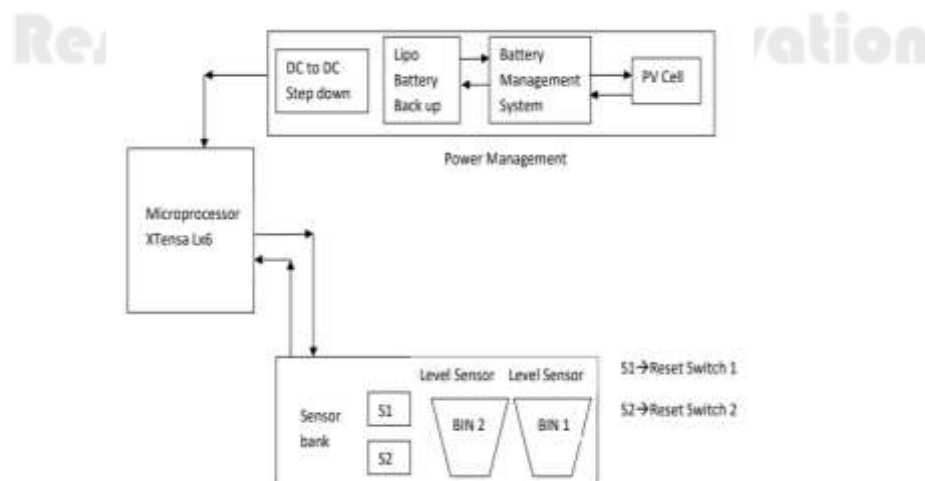 DC to DC
Step down
Lipo
Battery
Back up
Battery
Management
System
PV Cell
Power Management
Microprocessor
XTensa Lx6
Sensor
bank
S1
S2
Level Sensor
Level Sensor
BIN 2
BIN 1
S1→Reset Switch 1
S2→Reset Switch 2